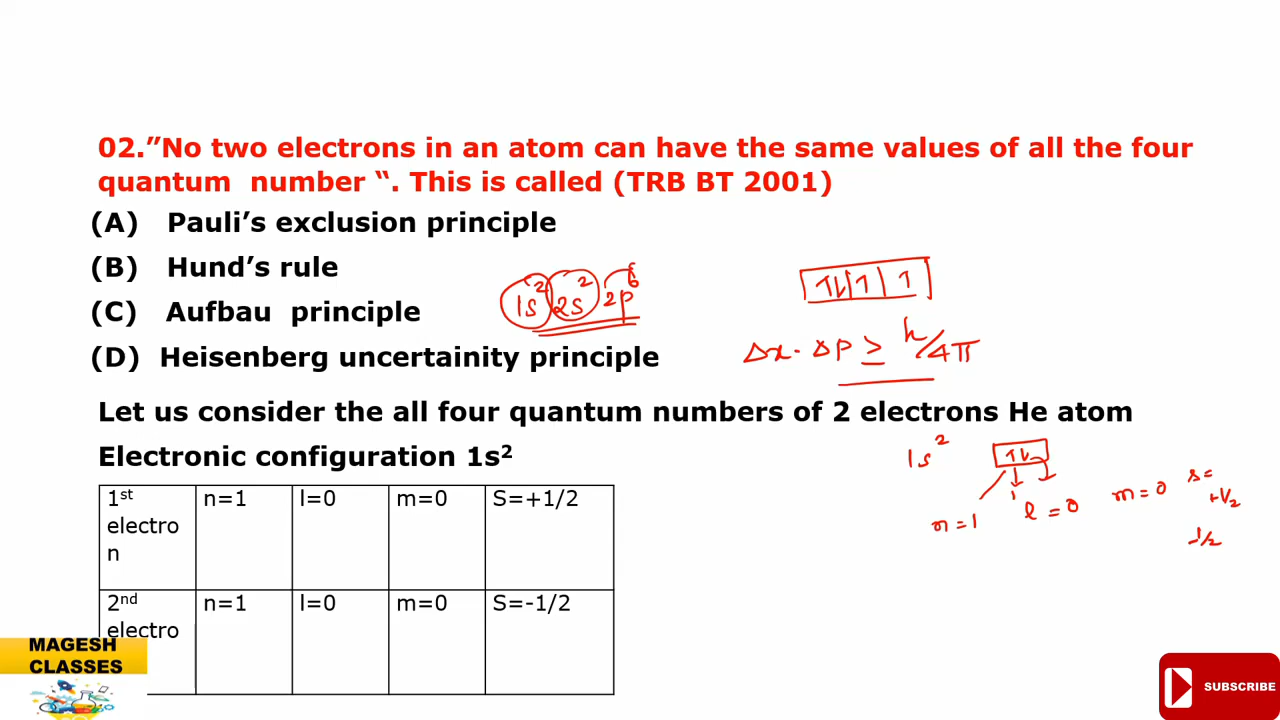 02.”No two electrons in an atom can have the same values of all the four
quantum number “. This is called (TRB BT 2001)
(A) Pauli’s exclusion principle
(B) Hund’s rule
(C) Aufbau principle
1s² 2s² 2p⁶
(D) Heisenberg uncertainity principle
Δx. Δp ≥ h/4π
Let us consider the all four quantum numbers of 2 electrons He atom
Electronic configuration 1s²
1s²
n=1 l=0 m=0 s= +1/2
-1/2
1st electro n n=1 l=0 m=0 S=+1/2
2nd electro n=1 l=0 m=0 S=-1/2
MAGESH
CLASSES
SUBSCRIBE